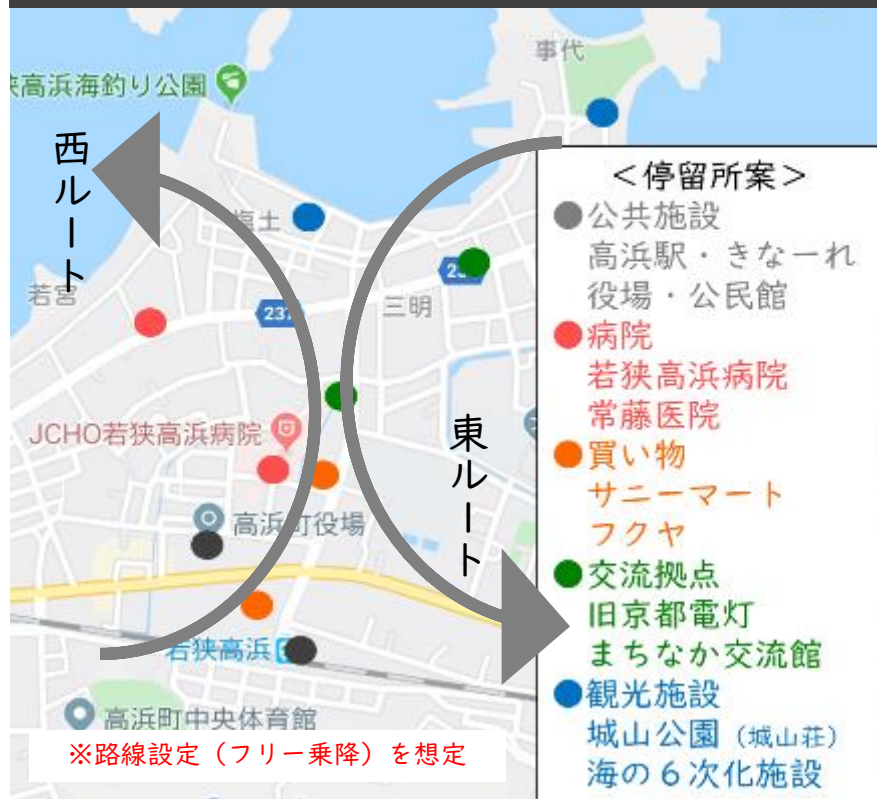 事代
狭高浜海釣り公園
西ルート
塩土
若宮
237
三明
JCHO若狭高浜病院
高浜町役場
東ルート
若狭高浜
高浜町中央体育館
※路線設定（フリー乗降）を想定
＜停留所案＞
●公共施設
高浜駅・きなーれ
役場・公民館
●病院
若狭高浜病院
常藤医院
●買い物
サニーマート
フクヤ
●交流拠点
旧京都電灯
まちなか交流館
●観光施設
城山公園（城山荘）
海の６次化施設